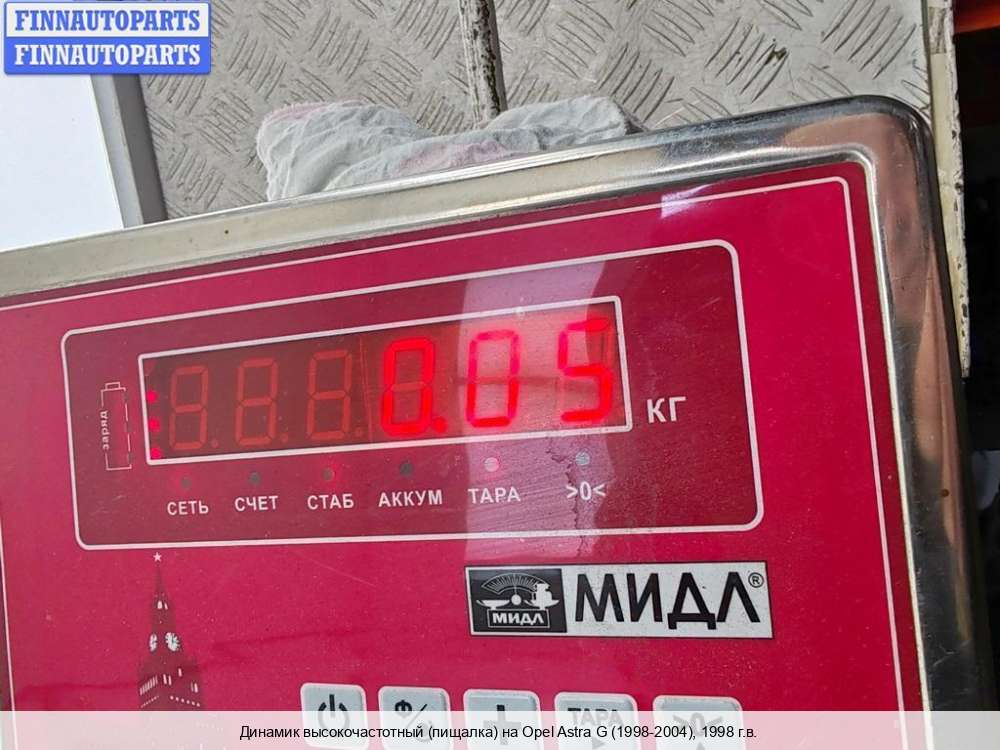 FINNAUTOPARTS
FINNAUTOPARTS
0.05 КГ
заряд
СЕТЬ СЧЕТ СТАБ АККУМ ТАРА >0<
МИДЛ МИДЛ®
ТАРА
Динамик высокочастотный (пищалка) на Opel Astra G (1998-2004), 1998 г.в.